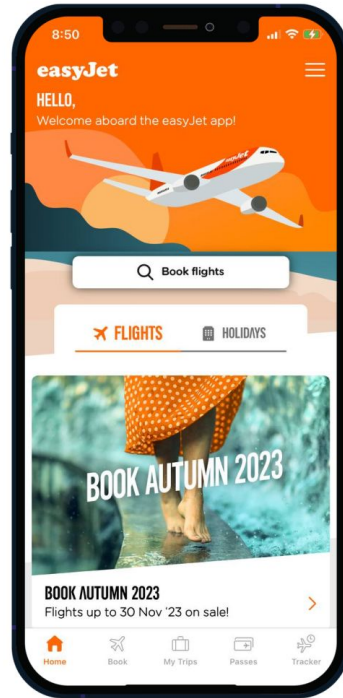 8:50
easyJet
HELLO,
Welcome aboard the easyJet app!
easyJet
Book flights
FLIGHTS
HOLIDAYS
BOOK AUTUMN 2023
BOOK AUTUMN 2023
Flights up to 30 Nov '23 on sale!
Home
Book
My Trips
Passes
Tracker